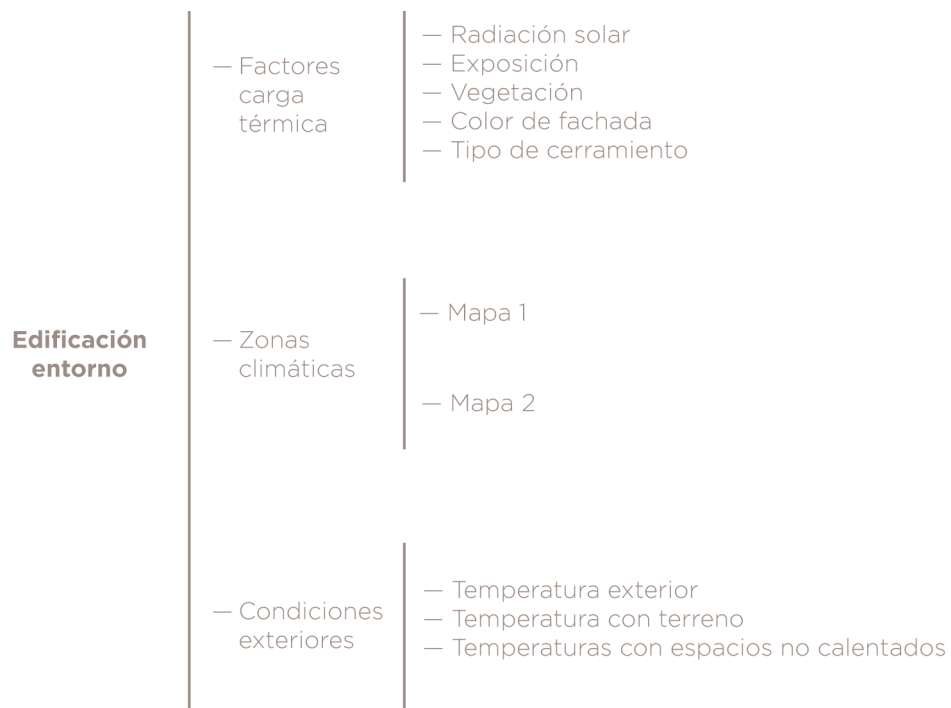 Edificación
entorno
— Factores
carga
térmica
— Radiación solar
— Exposición
— Vegetación
— Color de fachada
— Tipo de cerramiento
— Zonas
climáticas
— Mapa 1
— Mapa 2
— Condiciones
exteriores
— Temperatura exterior
— Temperatura con terreno
— Temperaturas con espacios no calentados